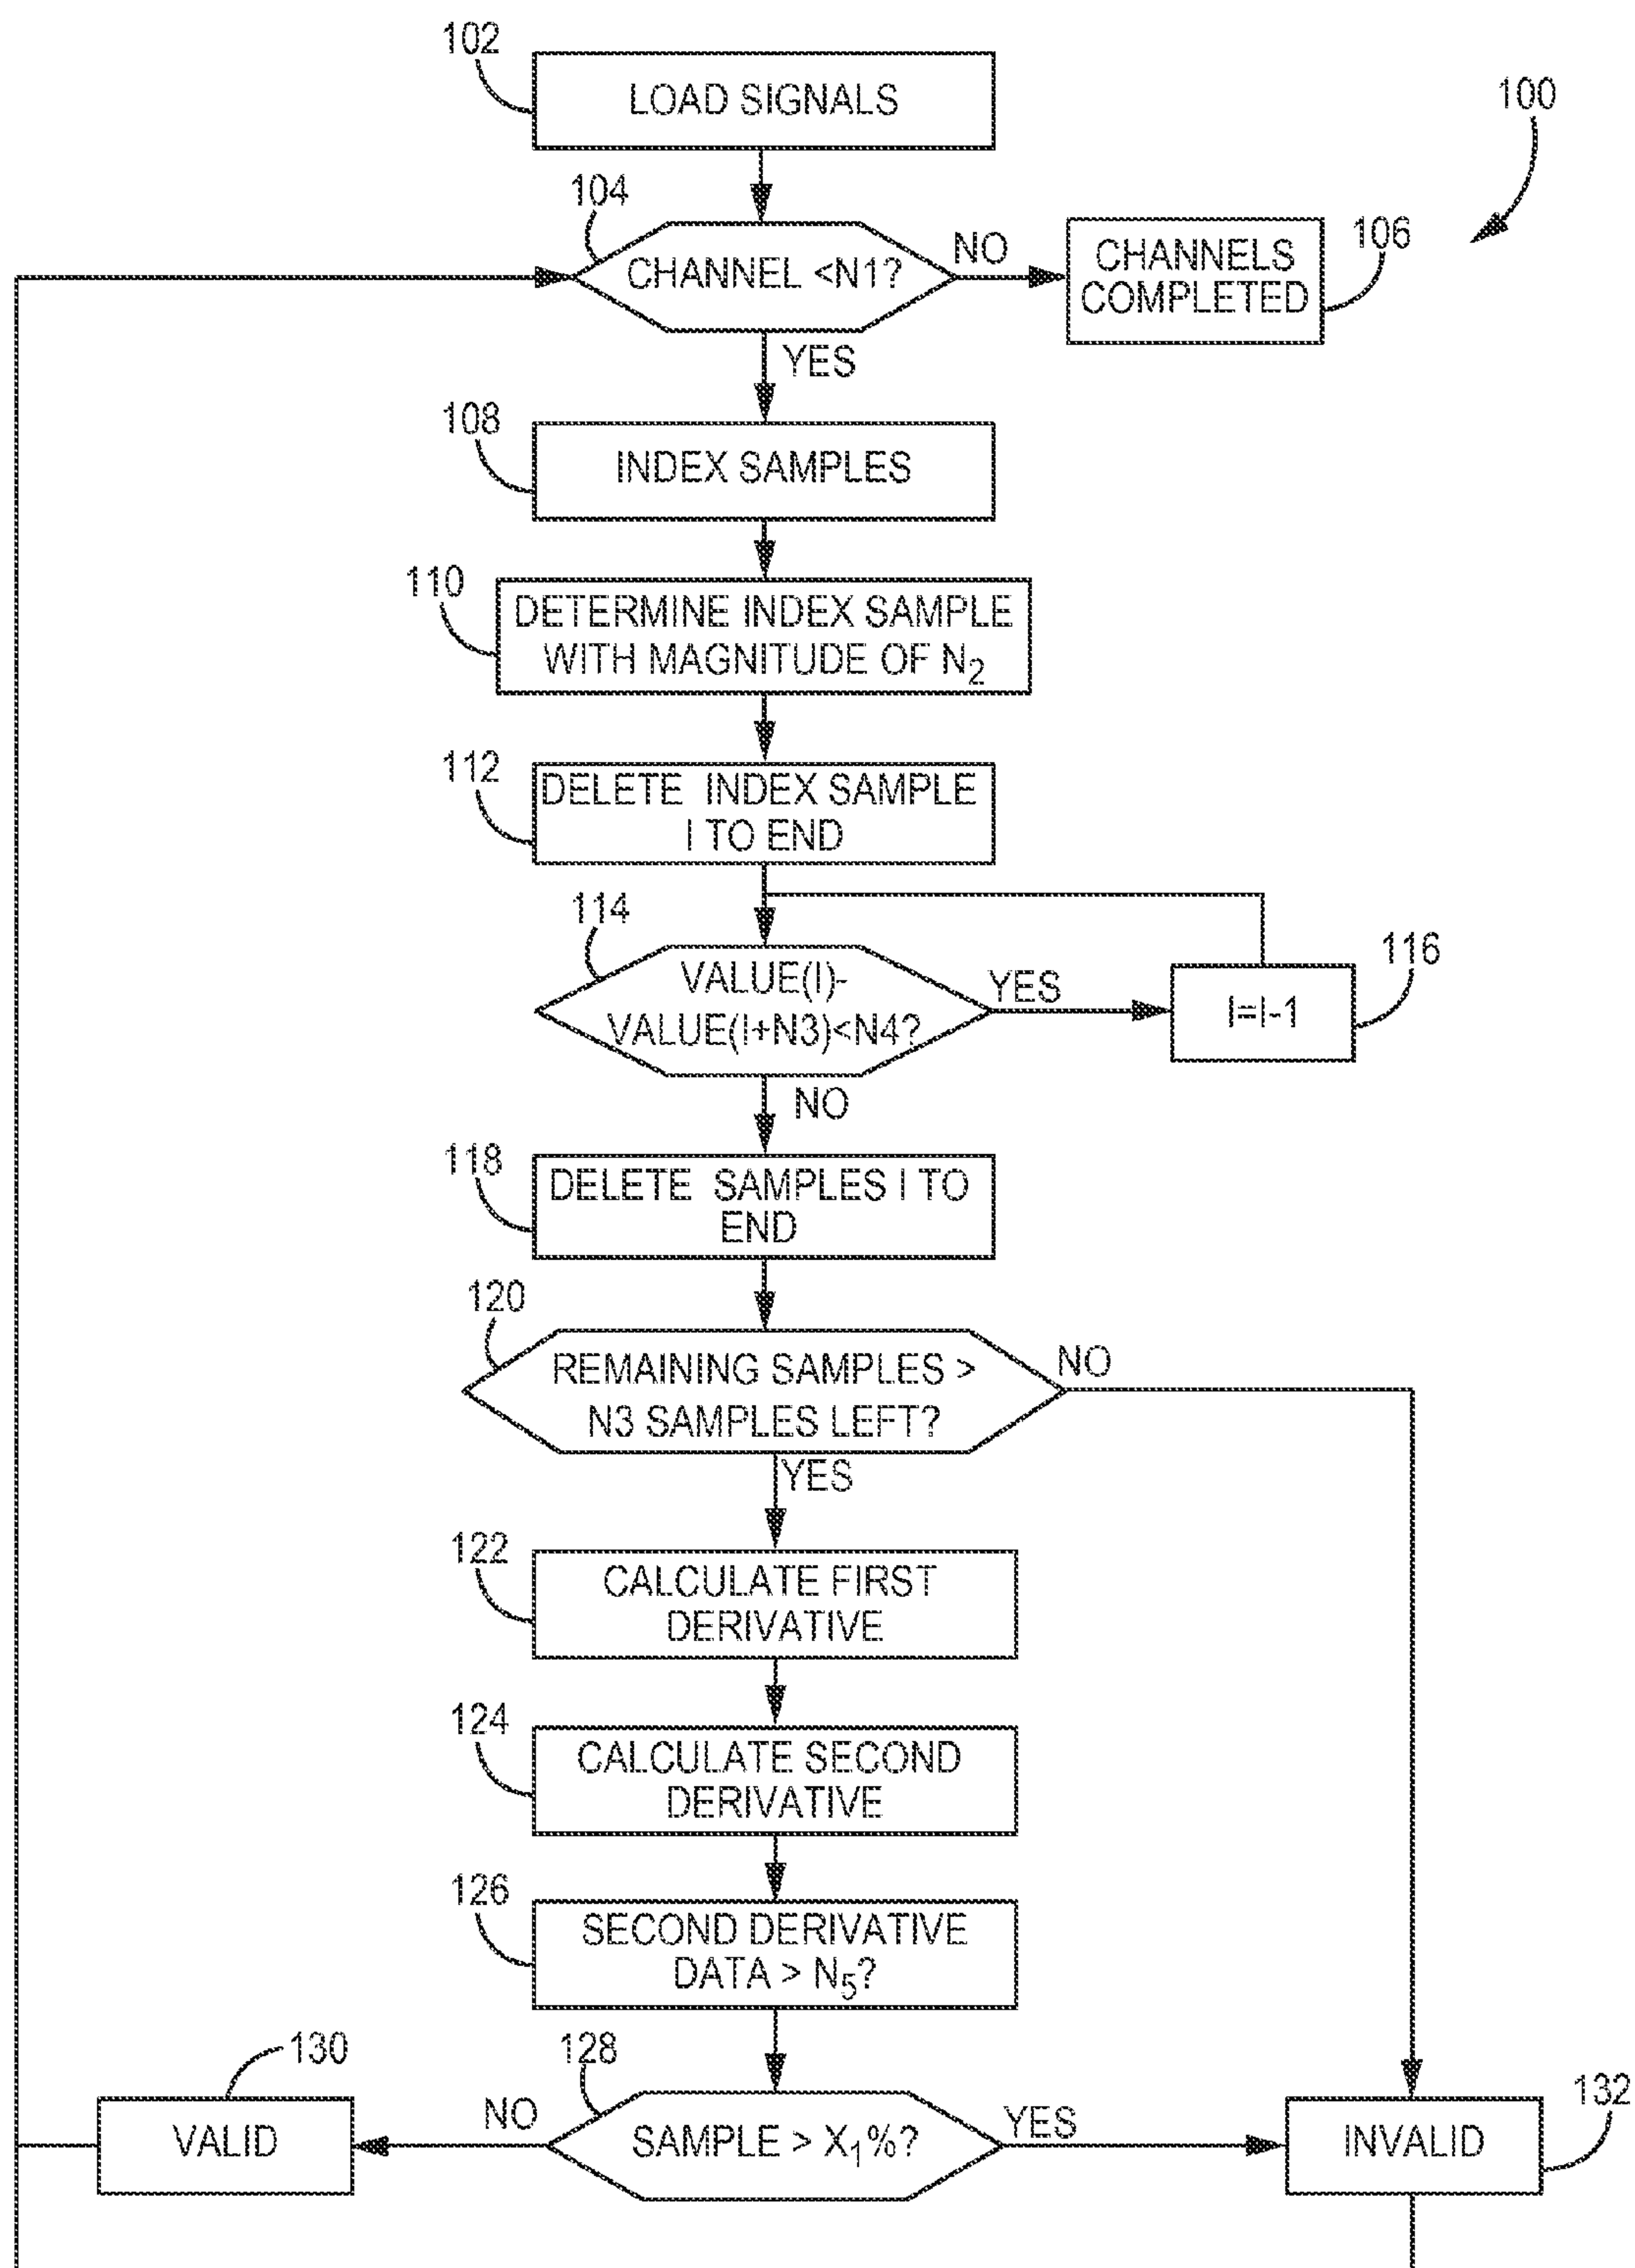 102
LOAD SIGNALS
100
104
CHANNEL <N1?
NO
CHANNELS
COMPLETED
106
YES
108
INDEX SAMPLES
110
DETERMINE INDEX SAMPLE
WITH MAGNITUDE OF N₂
112
DELETE INDEX SAMPLE
I TO END
114
VALUE(I)-
VALUE(I+N3)<N4?
YES
I=I-1
116
NO
118
DELETE SAMPLES I TO
END
120
REMAINING SAMPLES >
N3 SAMPLES LEFT?
NO
YES
122
CALCULATE FIRST
DERIVATIVE
124
CALCULATE SECOND
DERIVATIVE
126
SECOND DERIVATIVE
DATA > N₅?
130
VALID
NO
128
SAMPLE > X₁%?
YES
INVALID
132